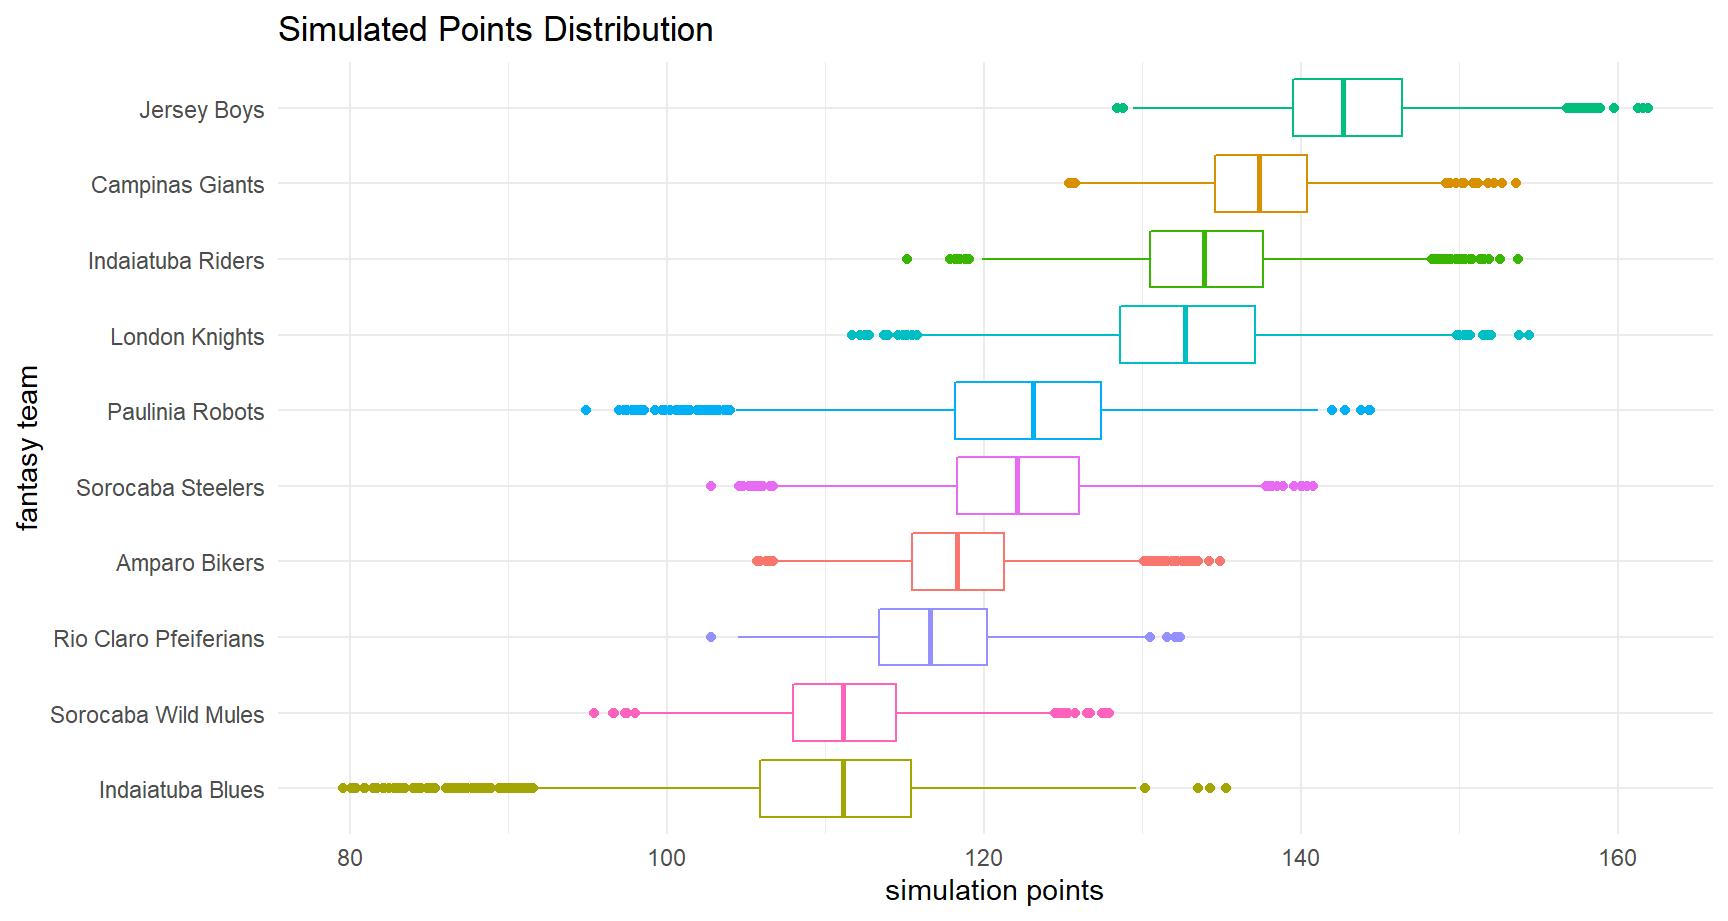 Simulated Points Distribution
fantasy team
Jersey Boys
Campinas Giants
Indaiatuba Riders
London Knights
Paulinia Robots
Sorocaba Steelers
Amparo Bikers
Rio Claro Pfeiferians
Sorocaba Wild Mules
Indaiatuba Blues
80 100 120 140 160
simulation points